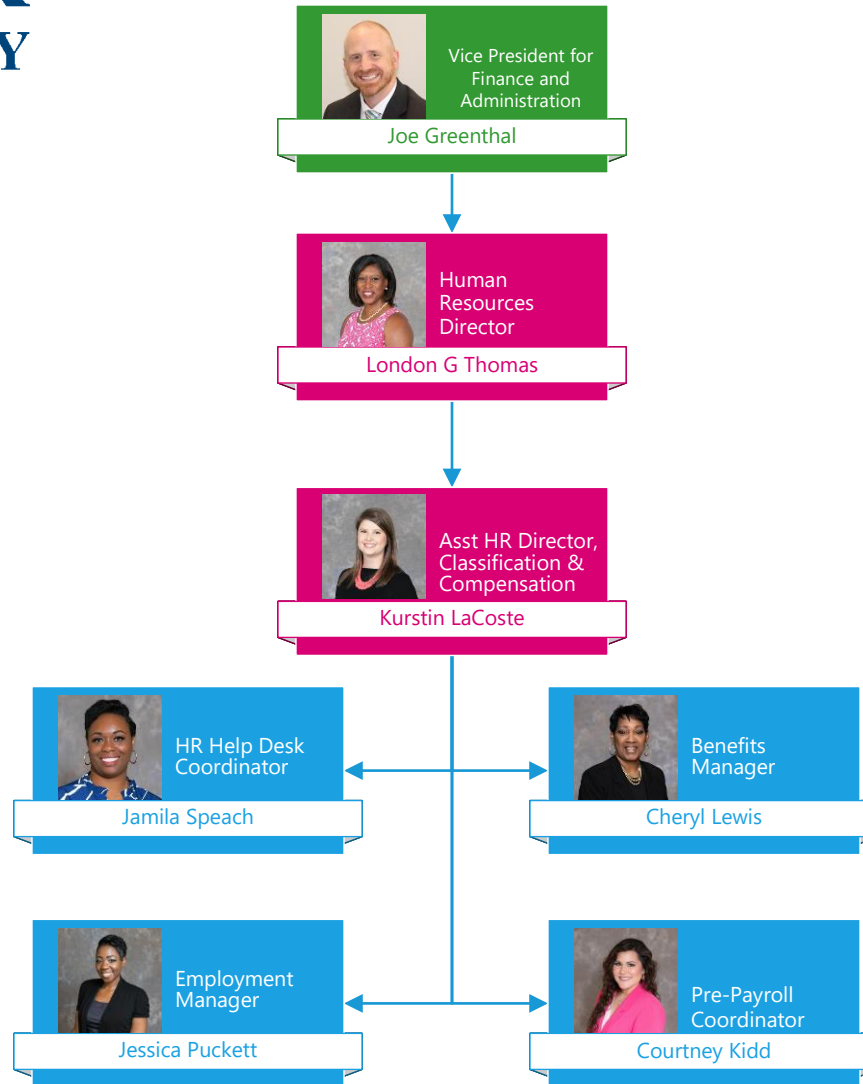 Y
Vice President for
Finance and
Administration
Joe Greenthal
Human
Resources
Director
London G Thomas
Asst HR Director,
Classification &
Compensation
Kurstin LaCoste
HR Help Desk
Coordinator
Jamila Speach
Benefits
Manager
Cheryl Lewis
Employment
Manager
Jessica Puckett
Pre-Payroll
Coordinator
Courtney Kidd